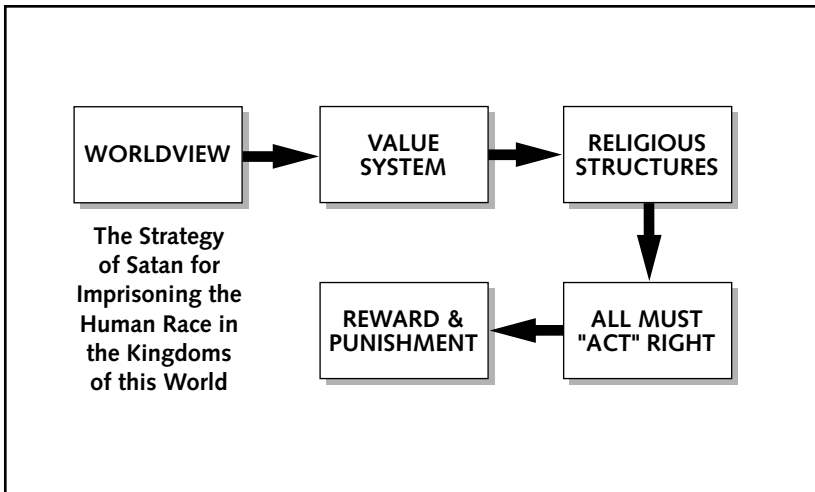 WORLDVIEW
VALUE
SYSTEM
RELIGIOUS
STRUCTURES
The Strategy
of Satan for
Imprisoning the
Human Race in
the Kingdoms
of this World
REWARD &
PUNISHMENT
ALL MUST
"ACT" RIGHT